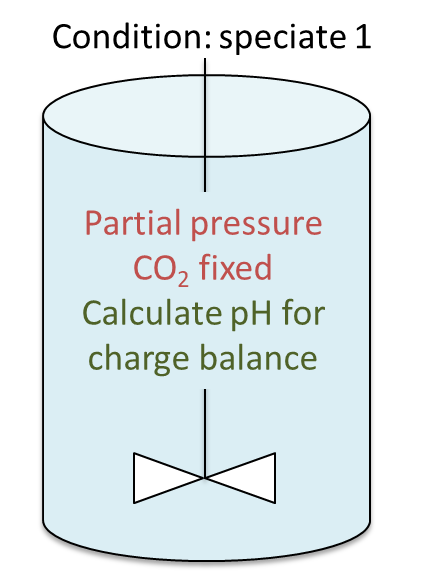 Condition: speciate 1
Partial pressure
CO₂ fixed
Calculate pH for
charge balance